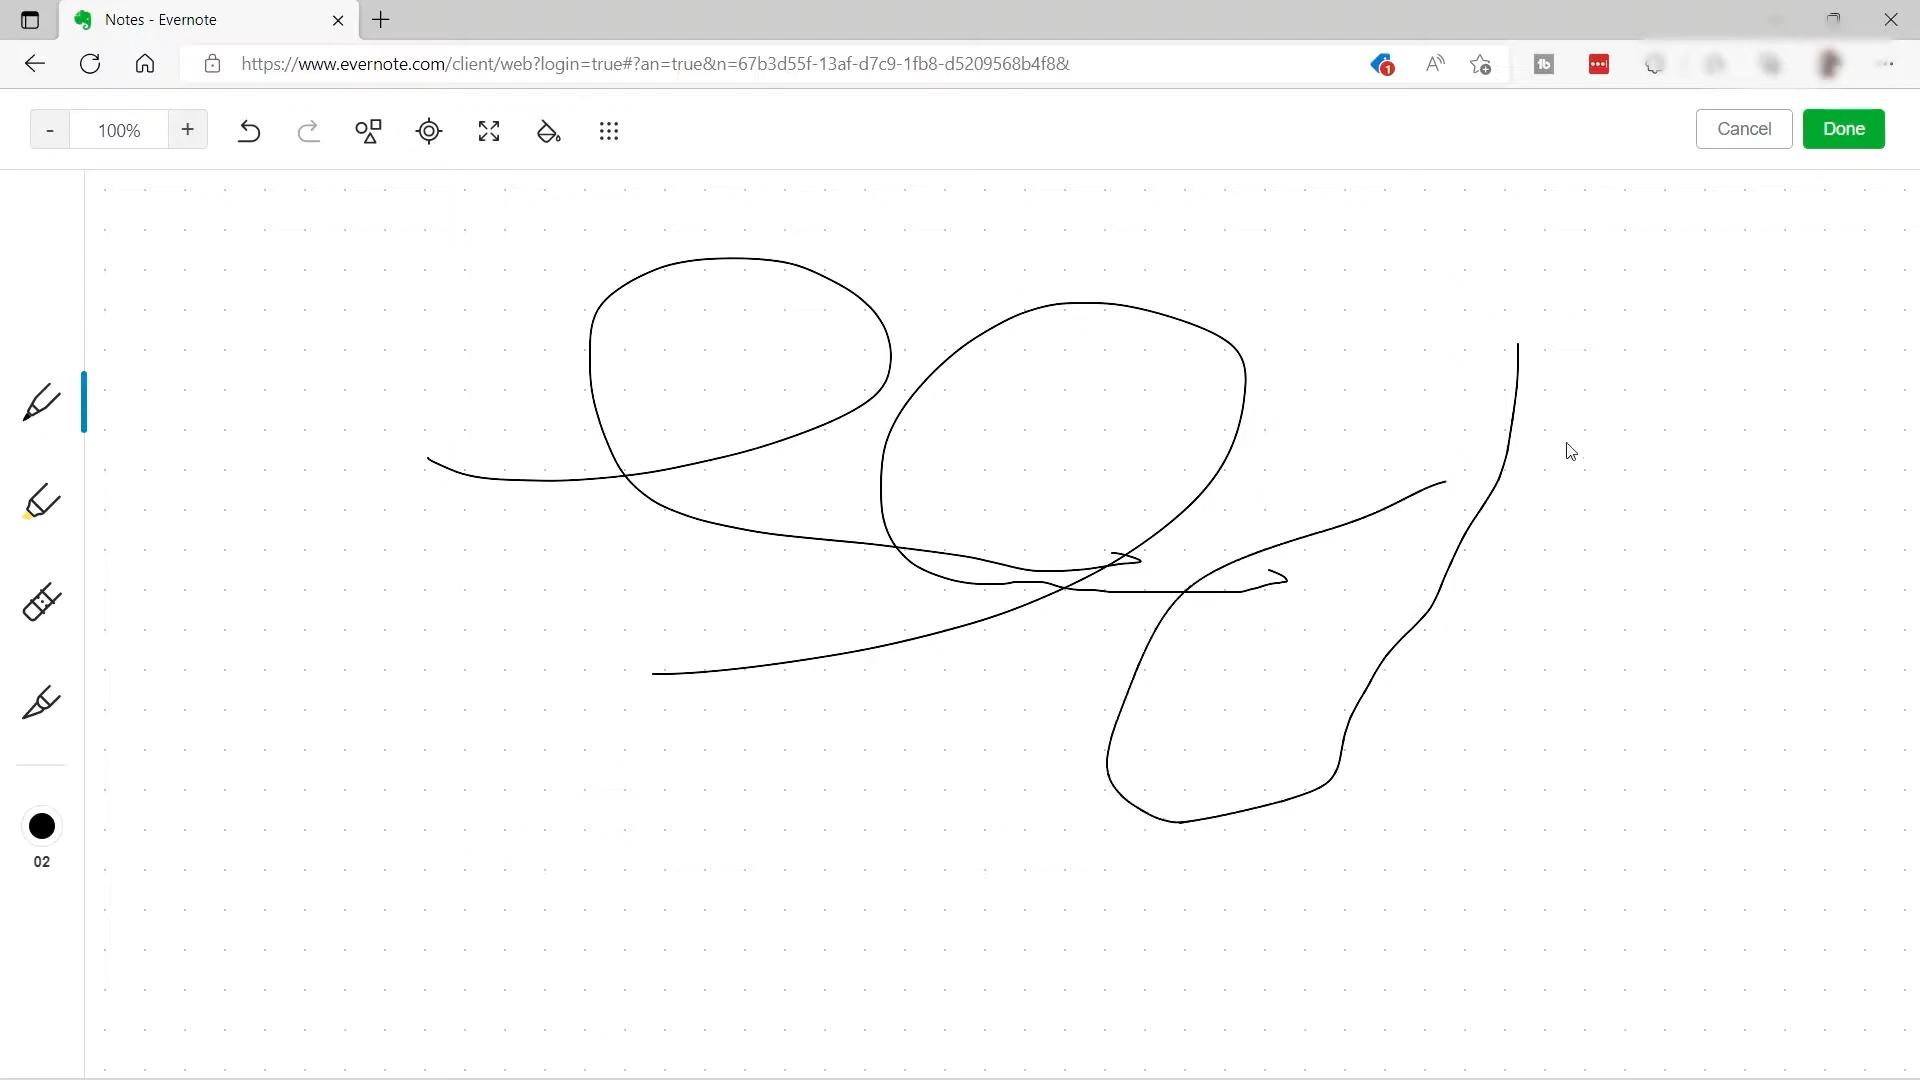 Notes - Evernote
https://www.evernote.com/client/web?login=true#?an=true&n=67b3d55f-13af-d7c9-1fb8-d5209568b4f8&
1
- 100% +
Cancel
Done
02